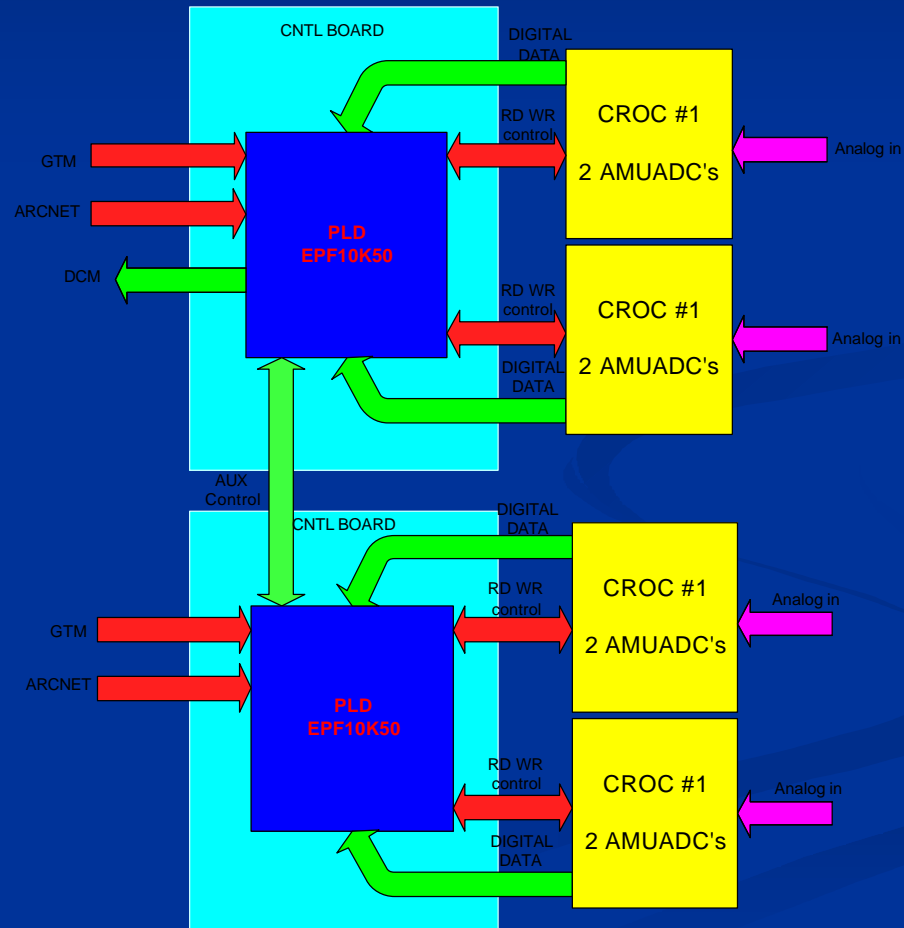 CNTL BOARD
DIGITAL
DATA
CROC #1
2 AMUADC's
RD WR
control
Analog in
GTM
ARCNET
DCM
PLD
EPF10K50
RD WR
control
CROC #1
2 AMUADC's
Analog in
DIGITAL
DATA
AUX
Control
CNTL BOARD
DIGITAL
DATA
CROC #1
2 AMUADC's
RD WR
control
Analog in
GTM
ARCNET
PLD
EPF10K50
RD WR
control
CROC #1
2 AMUADC's
Analog in
DIGITAL
DATA